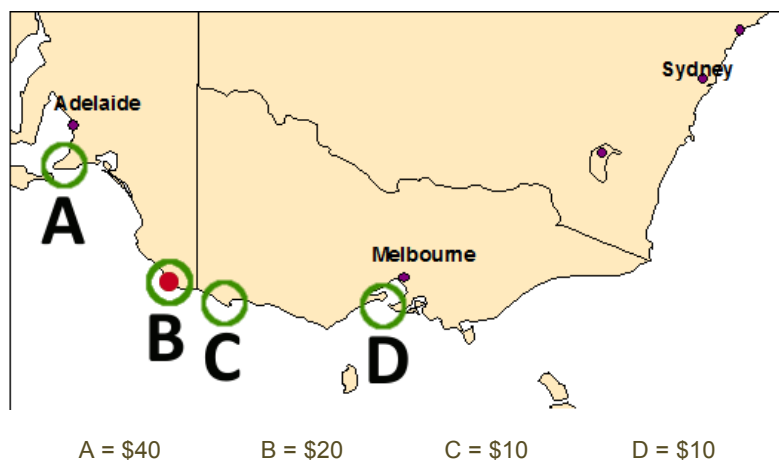 Sydney
Adelaide
A
Melbourne
B
C
D
A = $40 B = $20 C = $10 D = $10